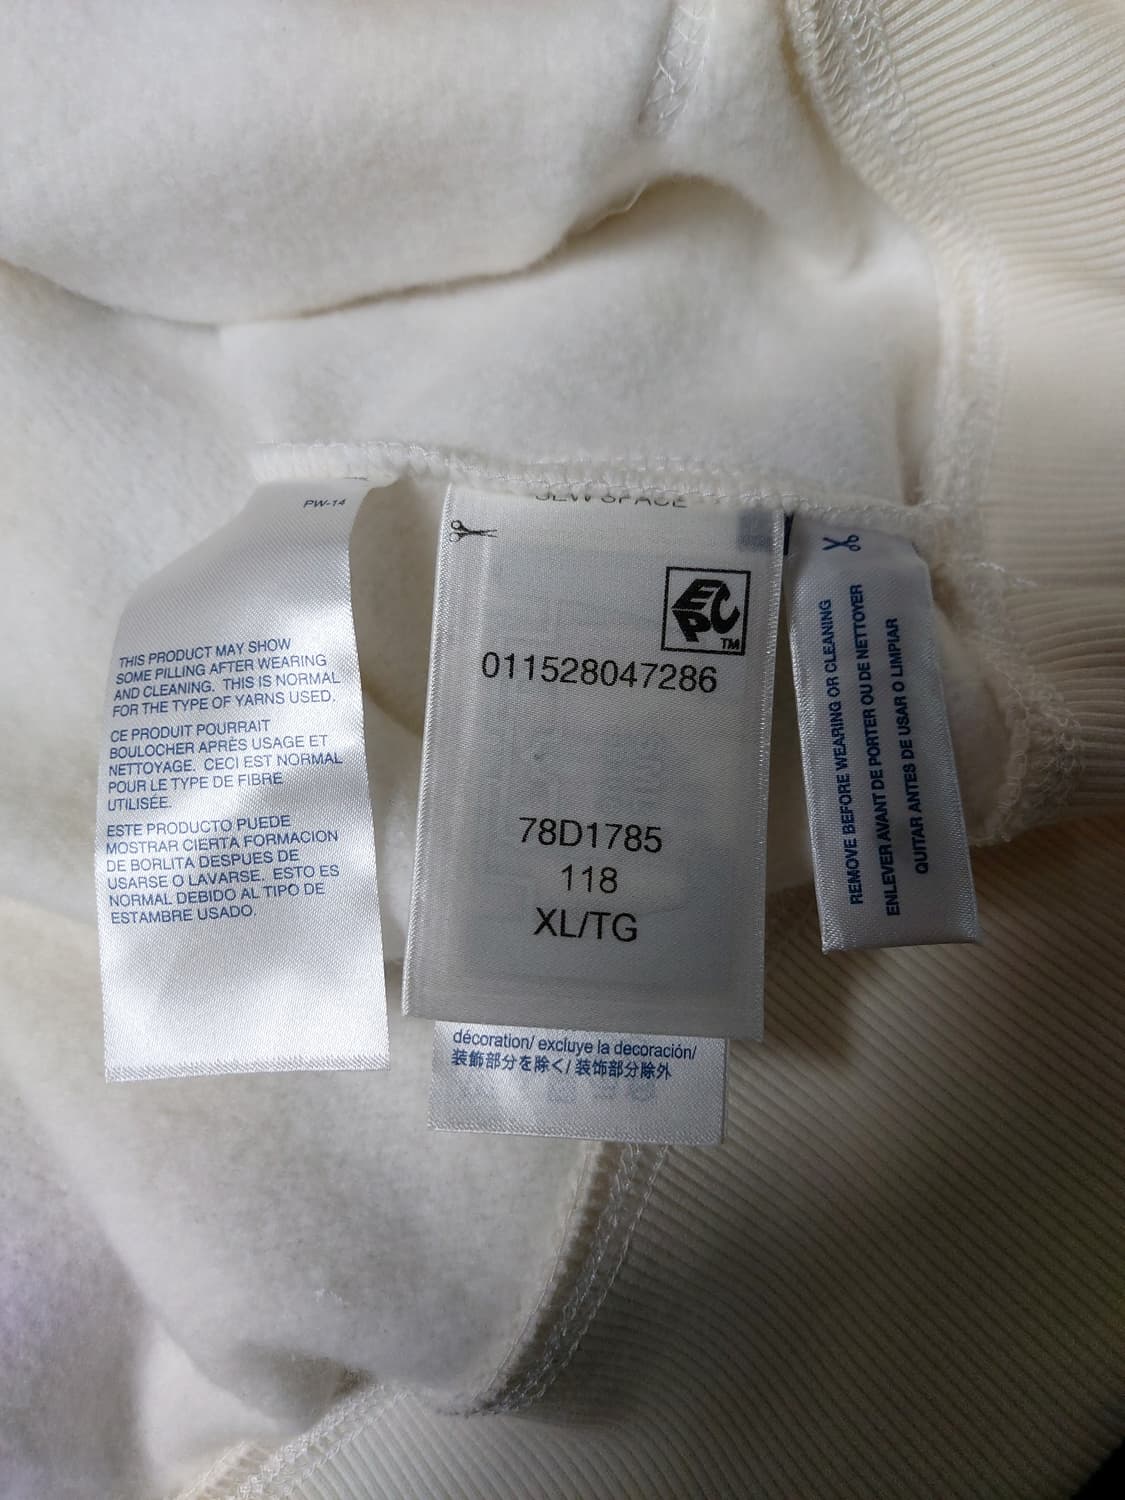 PW-14
THIS PRODUCT MAY SHOW
SOME PILLING AFTER WEARING
AND CLEANING. THIS IS NORMAL
FOR THE TYPE OF YARNS USED.
CE PRODUIT POURRAIT
BOULOCHER APRÈS USAGE ET
NETTOYAGE. CECI EST NORMAL
POUR LE TYPE DE FIBRE
UTILISÉE.
ESTE PRODUCTO PUEDE
MOSTRAR CIERTA FORMACION
DE BORLITA DESPUES DE
USARSE O LAVARSE. ESTO ES
NORMAL DEBIDO AL TIPO DE
ESTAMBRE USADO.
SEW SPACE
EPC TM
011528047286
78D1785
118
XL/TG
décoration/ excluye la decoración/
装飾部分を除く/ 装饰部分除外
REMOVE BEFORE WEARING OR CLEANING
ENLEVER AVANT DE PORTER OU DE NETTOYER
QUITAR ANTES DE USAR O LIMPIAR